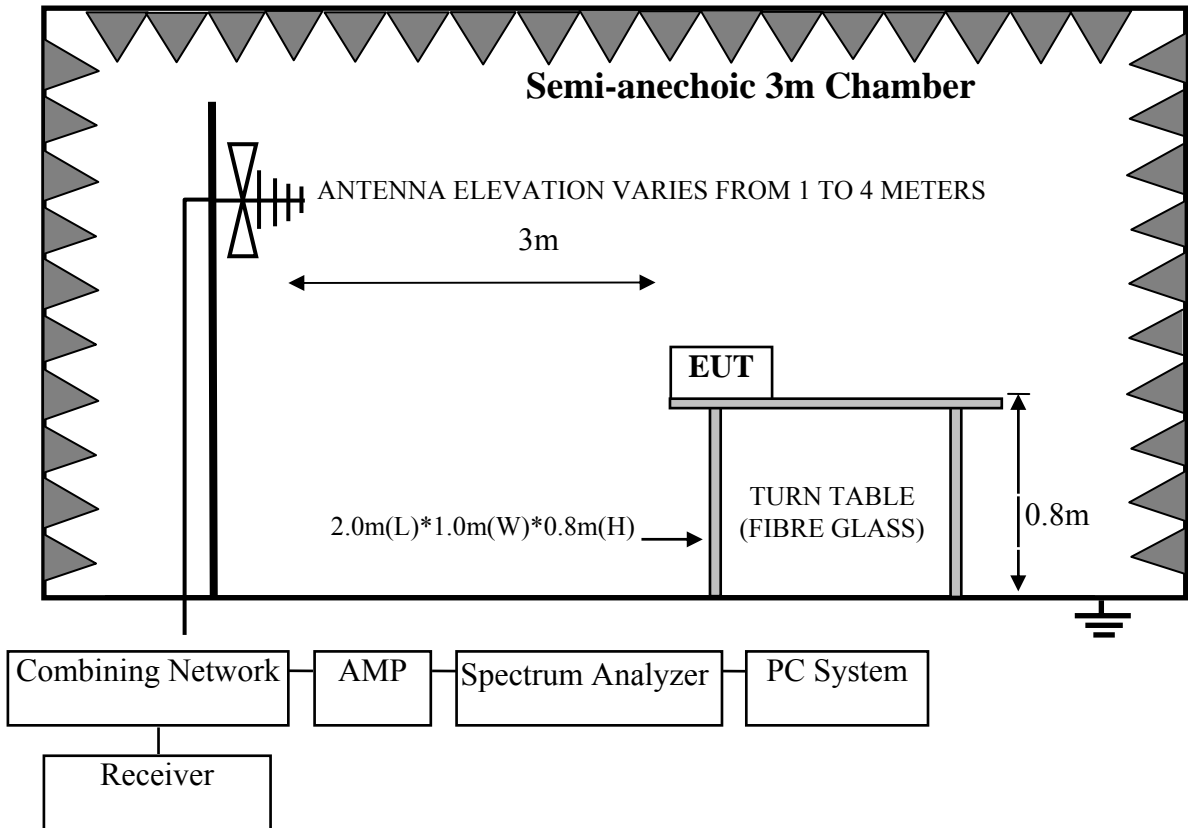 Semi-anechoic 3m Chamber
ANTENNA ELEVATION VARIES FROM 1 TO 4 METERS
3m
EUT
TURN TABLE
(FIBRE GLASS)
2.0m(L)*1.0m(W)*0.8m(H)
0.8m
Combining Network
AMP
Spectrum Analyzer
PC System
Receiver